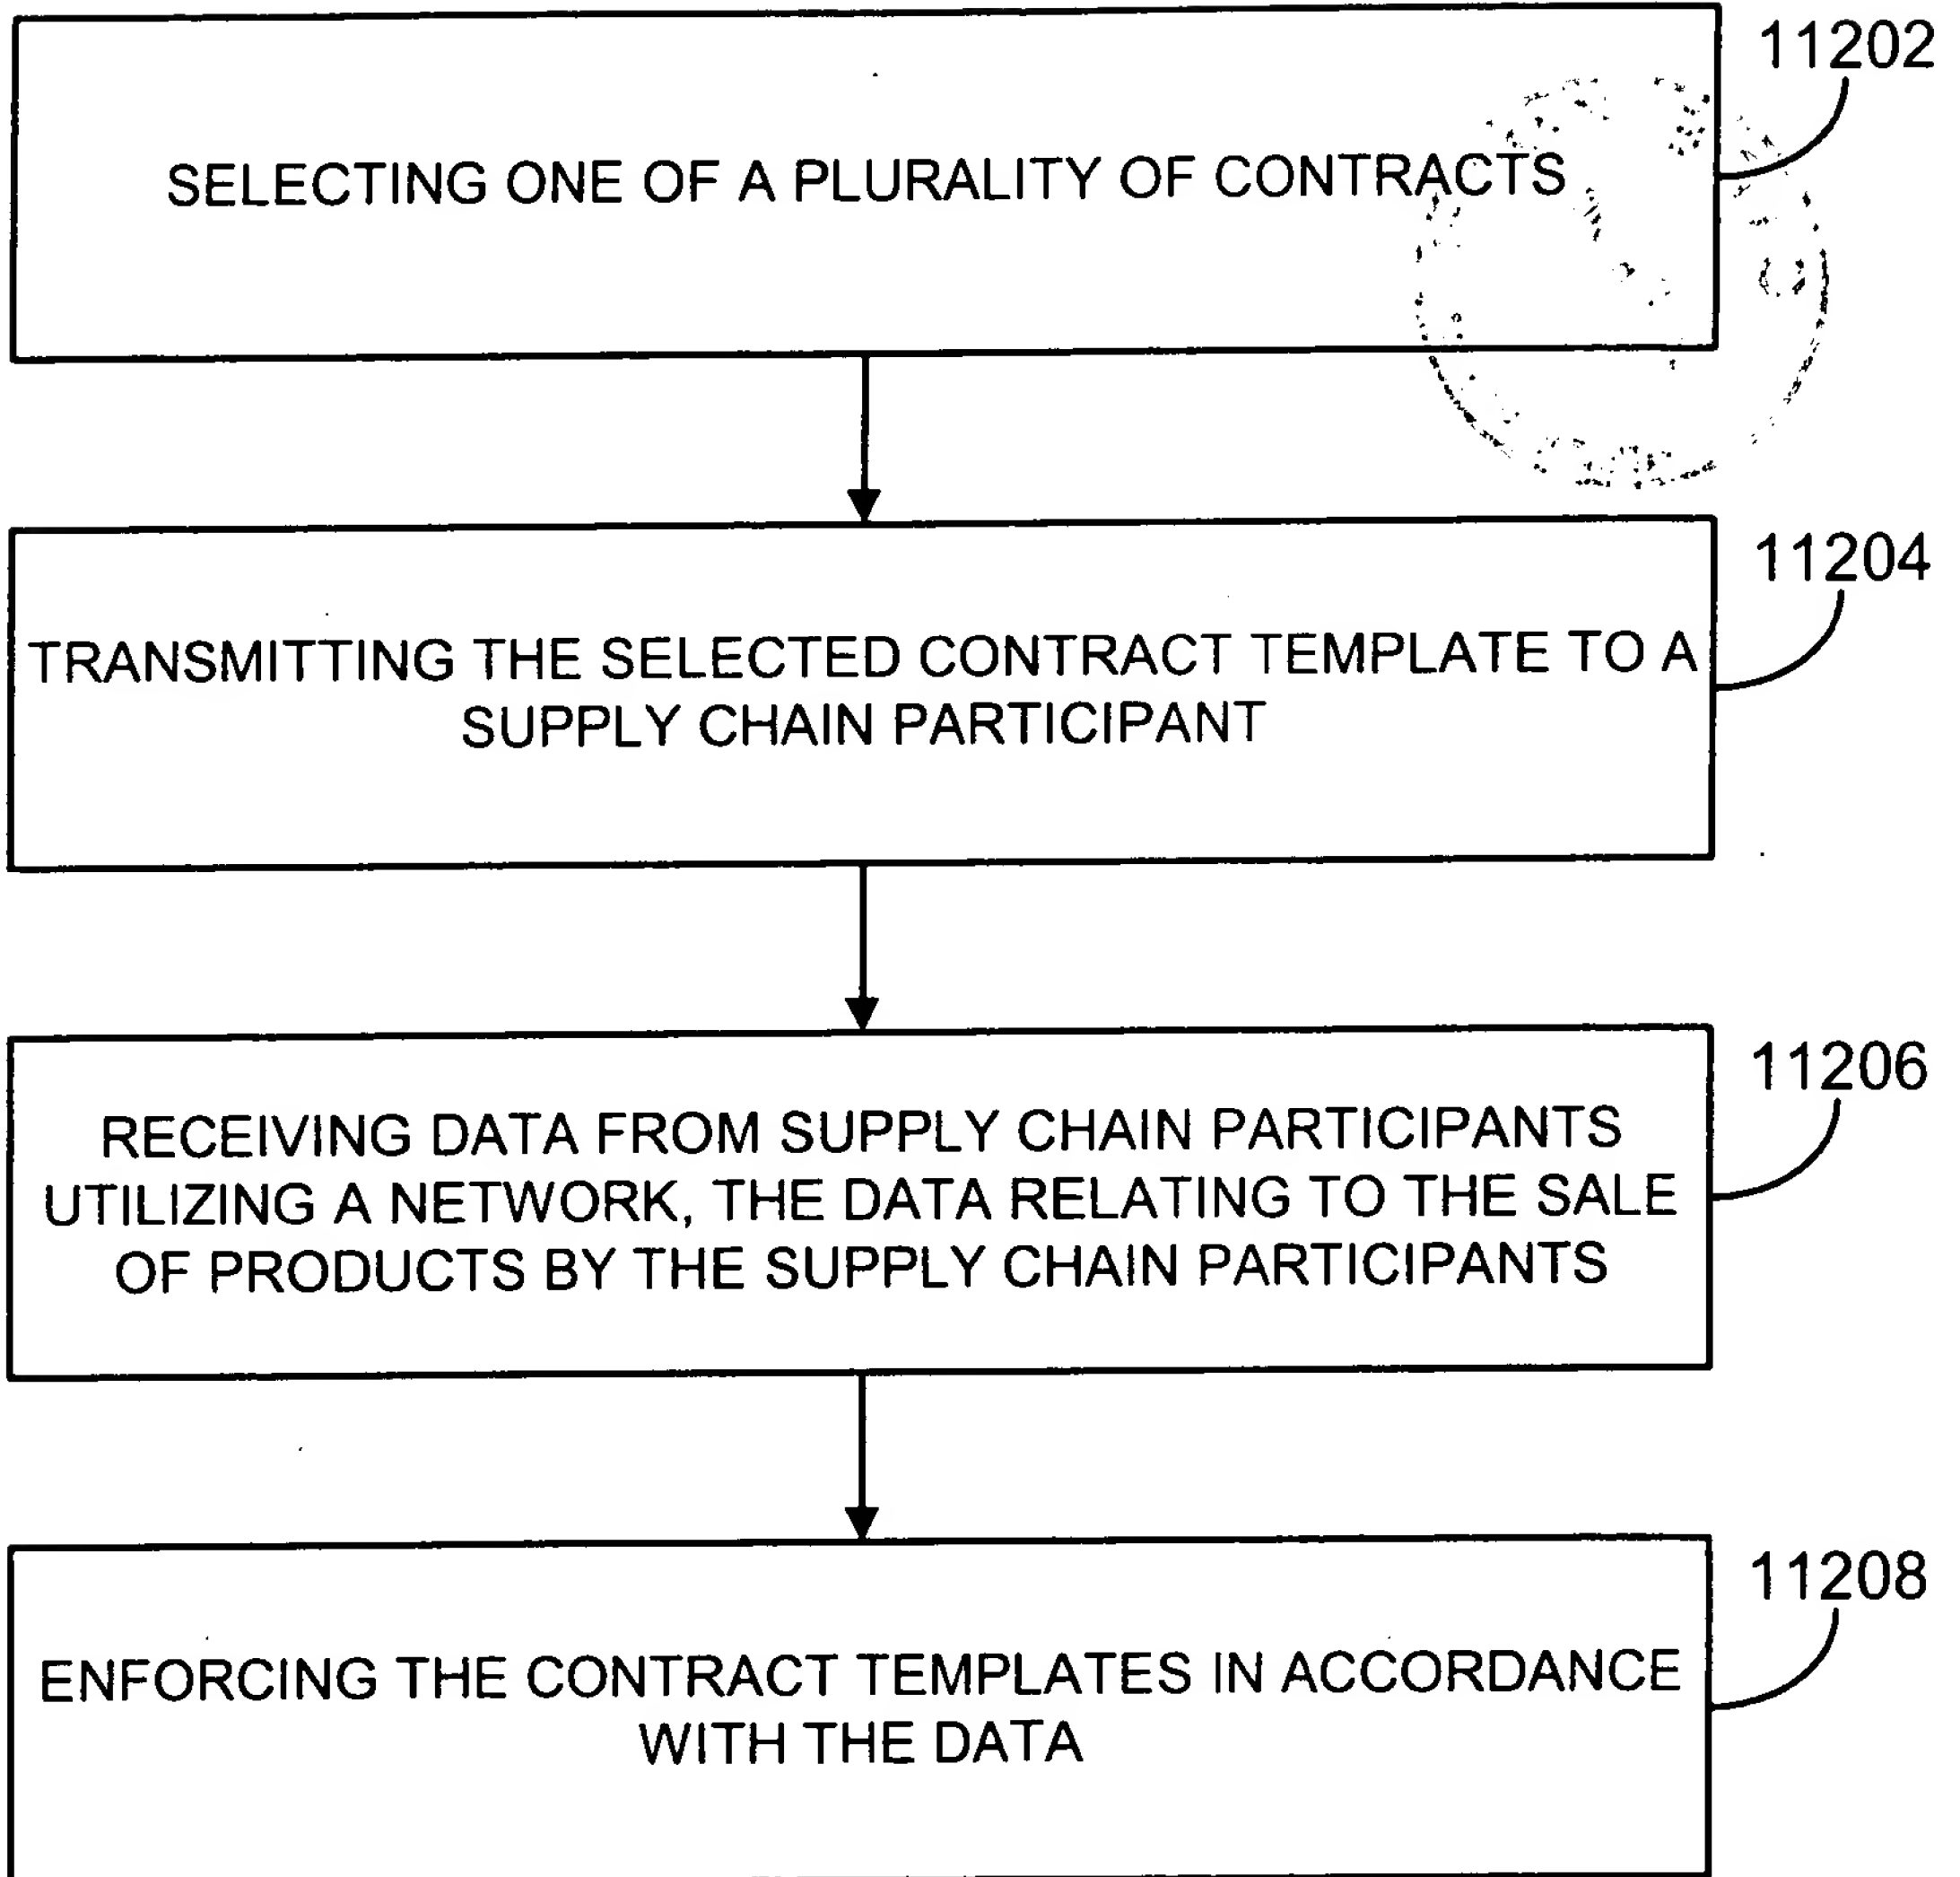 11202
SELECTING ONE OF A PLURALITY OF CONTRACTS
11204
TRANSMITTING THE SELECTED CONTRACT TEMPLATE TO A
SUPPLY CHAIN PARTICIPANT
11206
RECEIVING DATA FROM SUPPLY CHAIN PARTICIPANTS
UTILIZING A NETWORK, THE DATA RELATING TO THE SALE
OF PRODUCTS BY THE SUPPLY CHAIN PARTICIPANTS
11208
ENFORCING THE CONTRACT TEMPLATES IN ACCORDANCE
WITH THE DATA